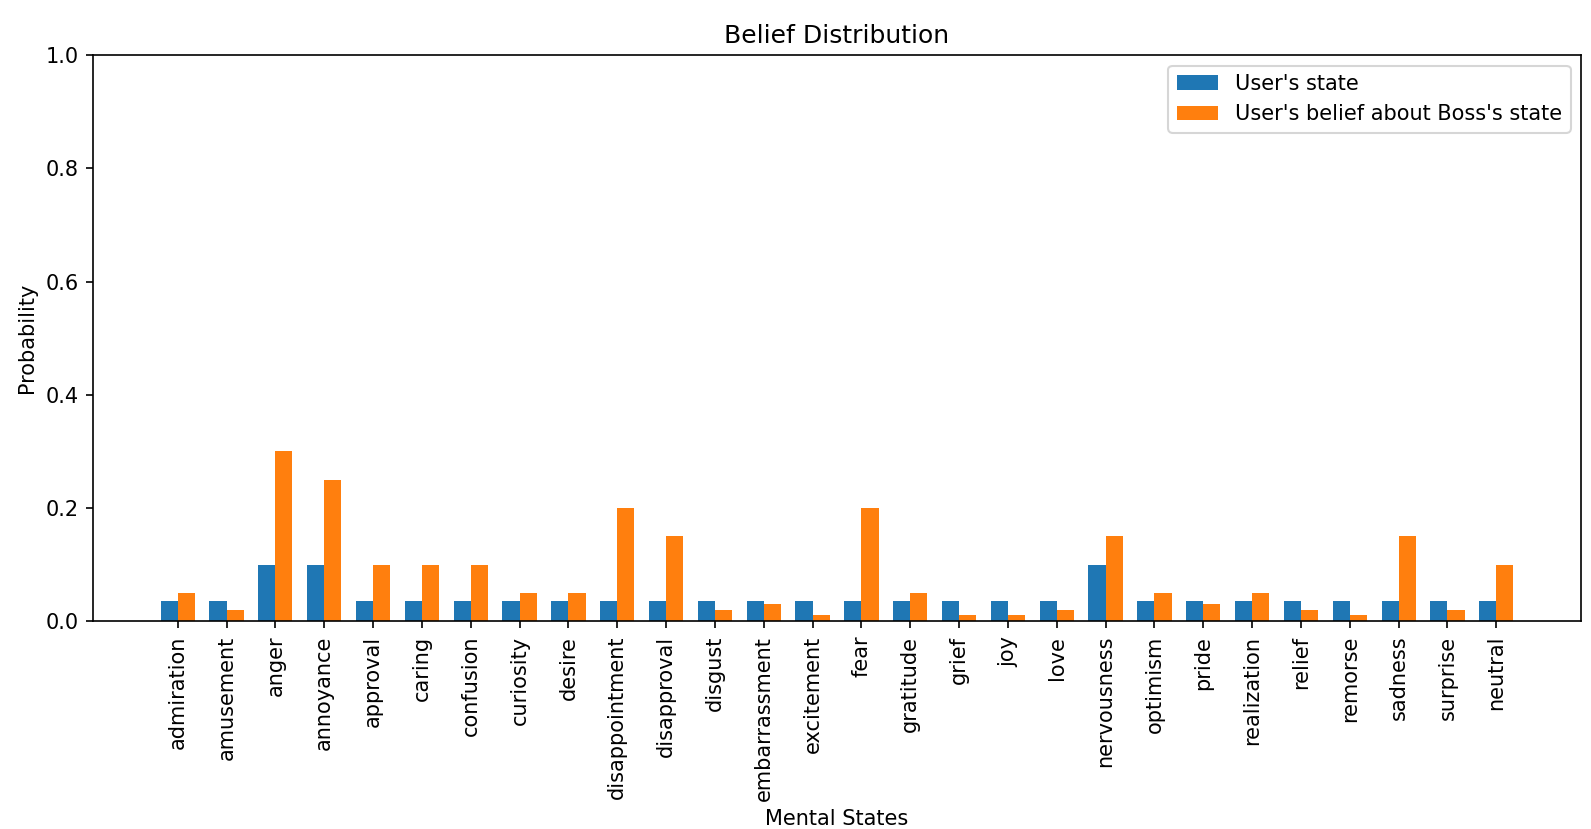 Belief Distribution
User's state
User's belief about Boss's state
Probability
1.0
0.8
0.6
0.4
0.2
0.0
admiration
amusement
anger
annoyance
approval
caring
confusion
curiosity
desire
disappointment
disapproval
disgust
embarrassment
excitement
fear
gratitude
grief
joy
love
nervousness
optimism
pride
realization
relief
remorse
sadness
surprise
neutral
Mental States